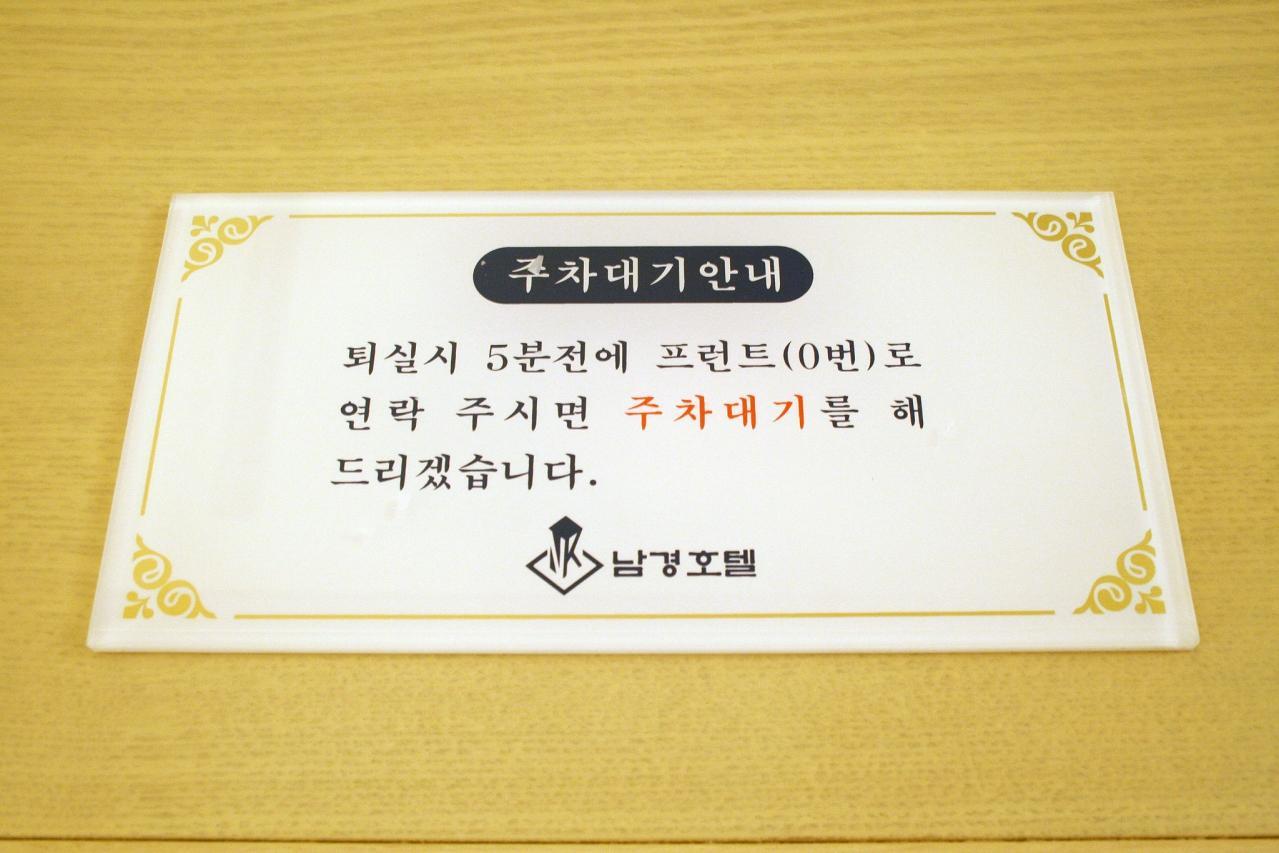 주차대기안내
퇴실시 5분전에 프런트(0번)로
연락 주시면 주차대기를 해
드리겠습니다.
NK 남경호텔